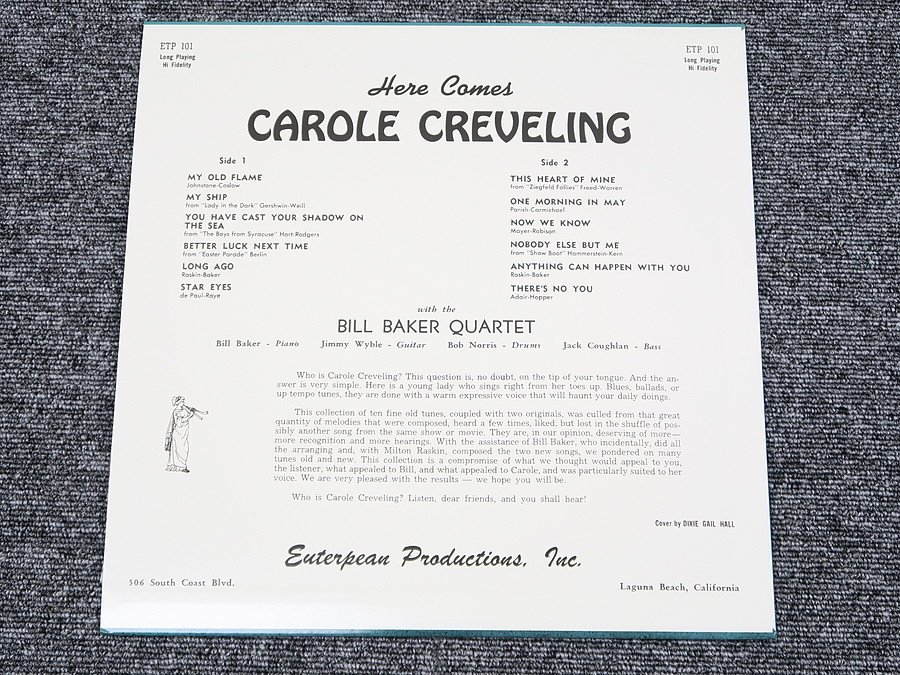 ETP 101
Long Playing
Hi Fidelity
ETP 101
Long Playing
Hi Fidelity
Here Comes
CAROLE CREVELING
Side 1
MY OLD FLAME
Johnstone-Coslow
MY SHIP
from "Lady in the Dark" Gershwin-Weill
YOU HAVE CAST YOUR SHADOW ON
THE SEA
from "The Boys from Syracuse" Hart-Rodgers
BETTER LUCK NEXT TIME
from "Easter Parade" Berlin
LONG AGO
Raskin-Baker
STAR EYES
de Paul-Raye
Side 2
THIS HEART OF MINE
from "Ziegfeld Follies" Freed-Warren
ONE MORNING IN MAY
Parish-Carmichael
NOW WE KNOW
Mayer-Robison
NOBODY ELSE BUT ME
from "Show Boat" Hammerstein-Kern
ANYTHING CAN HAPPEN WITH YOU
Raskin-Baker
THERE'S NO YOU
Adair-Hopper
with the
BILL BAKER QUARTET
Bill Baker - Piano Jimmy Wyble - Guitar Bob Norris - Drums Jack Coughlan - Bass
Who is Carole Creveling? This question is, no doubt, on the tip of your tongue. And the an-
swer is very simple. Here is a young lady who sings right from her toes up. Blues, ballads, or
up tempo tunes, they are done with a warm expressive voice that will haunt your daily doings.
This collection of ten fine old tunes, coupled with two originals, was culled from that great
quantity of melodies that were composed, heard a few times, liked, but lost in the shuffle of pos-
sibly another song from the same show or movie. They are, in our opinion, deserving of more—
more recognition and more hearings. With the assistance of Bill Baker, who incidentally, did all
the arranging and, with Milton Raskin, composed the two new songs, we pondered on many
tunes old and new. This collection is a compromise of what we thought would appeal to you,
the listener, what appealed to Bill, and what appealed to Carole, and was particularly suited to her
voice. We are very pleased with the results — we hope you will be.
Who is Carole Creveling? Listen, dear friends, and you shall hear!
Cover by DIXIE GAIL HALL
Euterpean Productions, Inc.
506 South Coast Blvd.
Laguna Beach, California